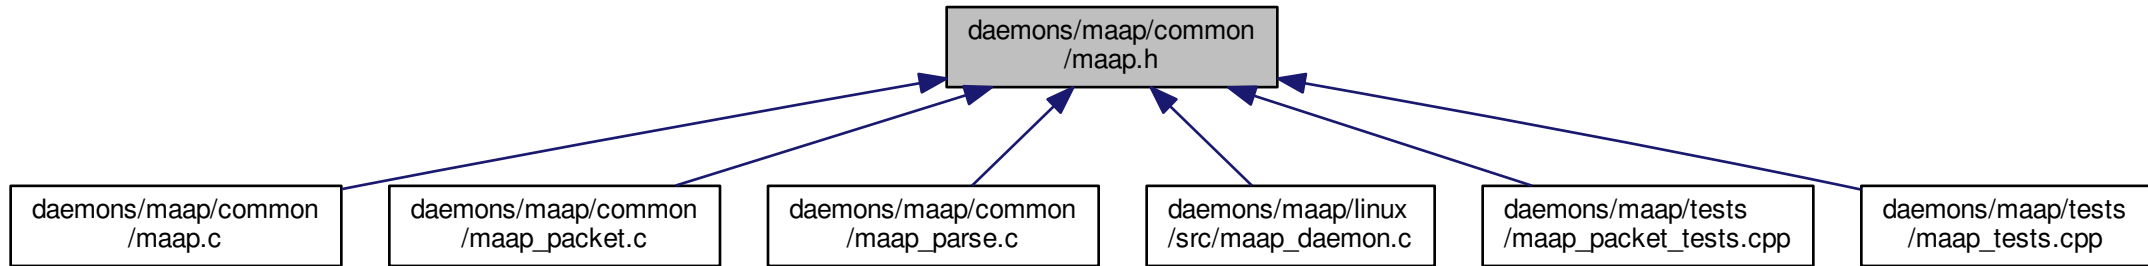 daemons/maap/common
/maap.h
daemons/maap/common
/maap.c
daemons/maap/common
/maap_packet.c
daemons/maap/common
/maap_parse.c
daemons/maap/linux
/src/maap_daemon.c
daemons/maap/tests
/maap_packet_tests.cpp
daemons/maap/tests
/maap_tests.cpp